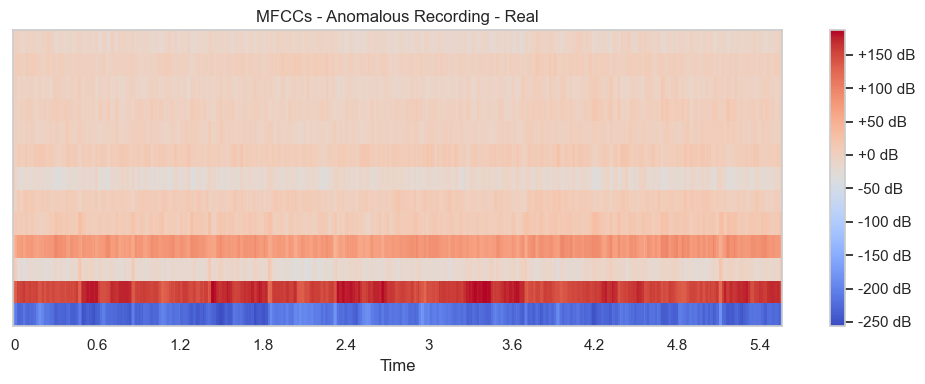 MFCCs - Anomalous Recording - Real
+150 dB
+100 dB
+50 dB
+0 dB
-50 dB
-100 dB
-150 dB
-200 dB
-250 dB
0 0.6 1.2 1.8 2.4 3 3.6 4.2 4.8 5.4
Time